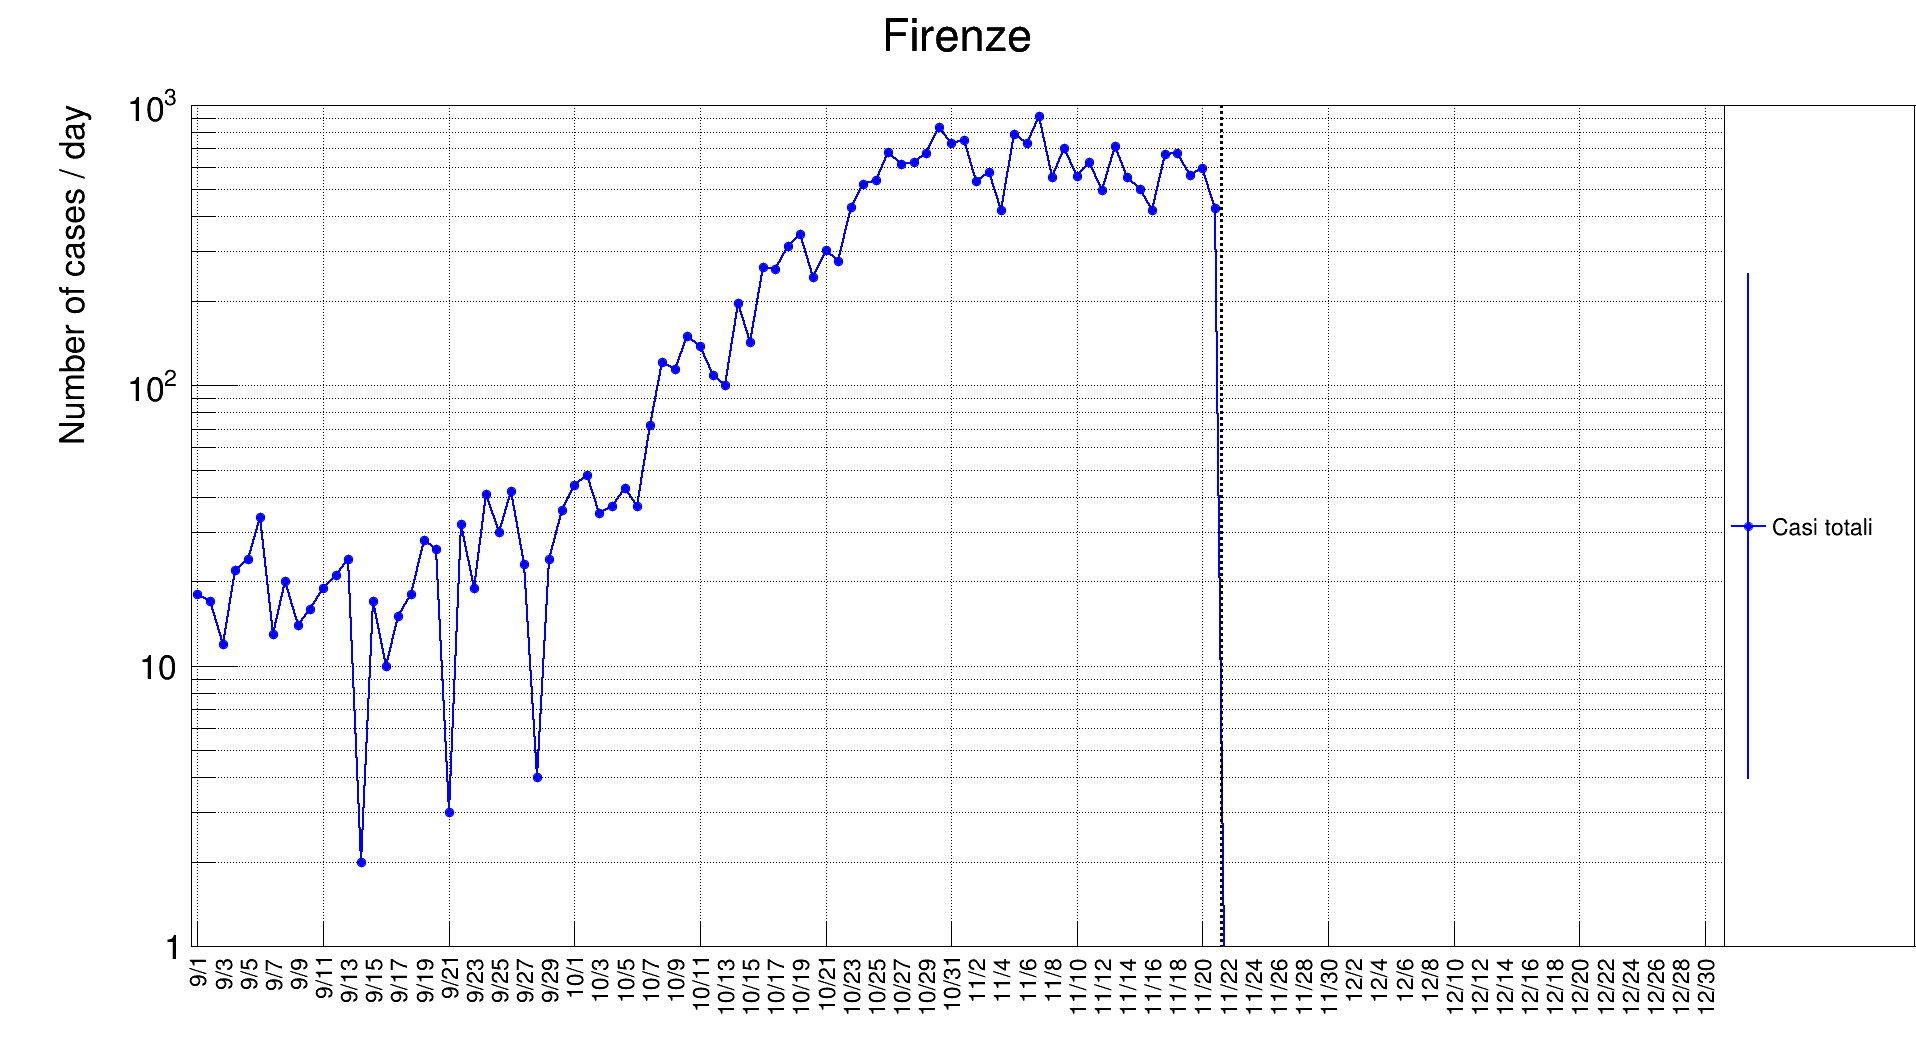 Firenze
Number of cases / day
10³
10²
10
1
9/1 9/3 9/5 9/7 9/9 9/11 9/13 9/15 9/17 9/19 9/21 9/23 9/25 9/27 9/29 10/1 10/3 10/5 10/7 10/9 10/11 10/13 10/15 10/17 10/19 10/21 10/23 10/25 10/27 10/29 10/31 11/2 11/4 11/6 11/8 11/10 11/12 11/14 11/16 11/18 11/20 11/22 11/24 11/26 11/28 11/30 12/2 12/4 12/6 12/8 12/10 12/12 12/14 12/16 12/18 12/20 12/22 12/24 12/26 12/28 12/30
Casi totali